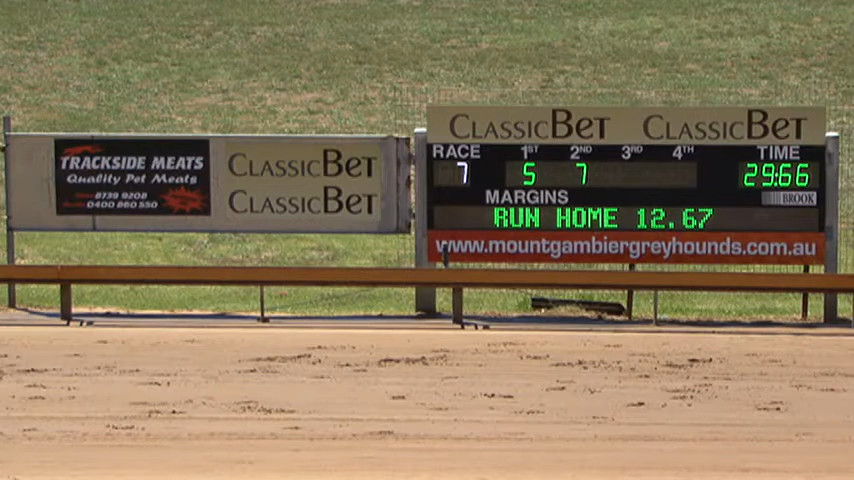 TRACKSIDE MEATS
Quality Pet Meats
8739 9208
0400 860 550
CLASSICBET
CLASSICBET
CLASSICBET CLASSICBET
RACE 1ST 2ND 3RD 4TH TIME
7 5 7 29:66
MARGINS BROOK
RUN HOME 12.67
www.mountgambiergreyhounds.com.au